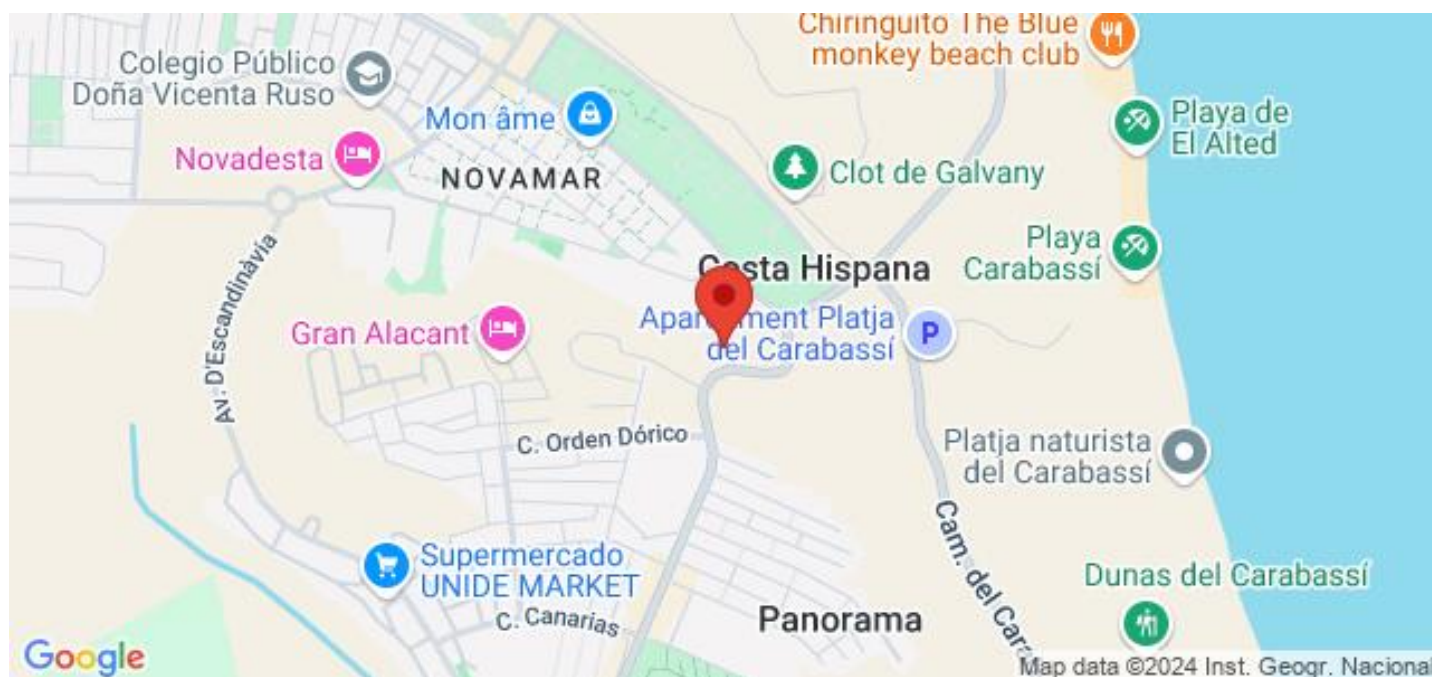 Chiringuito The Blue
monkey beach club
Colegio Público
Doña Vicenta Ruso
Mon âme
Playa de
El Alted
Novadesta
NOVAMAR
Clot de Galvany
Playa
Carabassí
Costa Hispana
Av. D'Escandinàvia
Gran Alacant
Apartment Platja
del Carabassí
P
C. Orden Dórico
Platja naturista
del Carabassí
Supermercado
UNIDE MARKET
Cam. del Cara
Dunas del Carabassí
C. Canarias
Panorama
Google
Map data ©2024 Inst. Geogr. Nacional